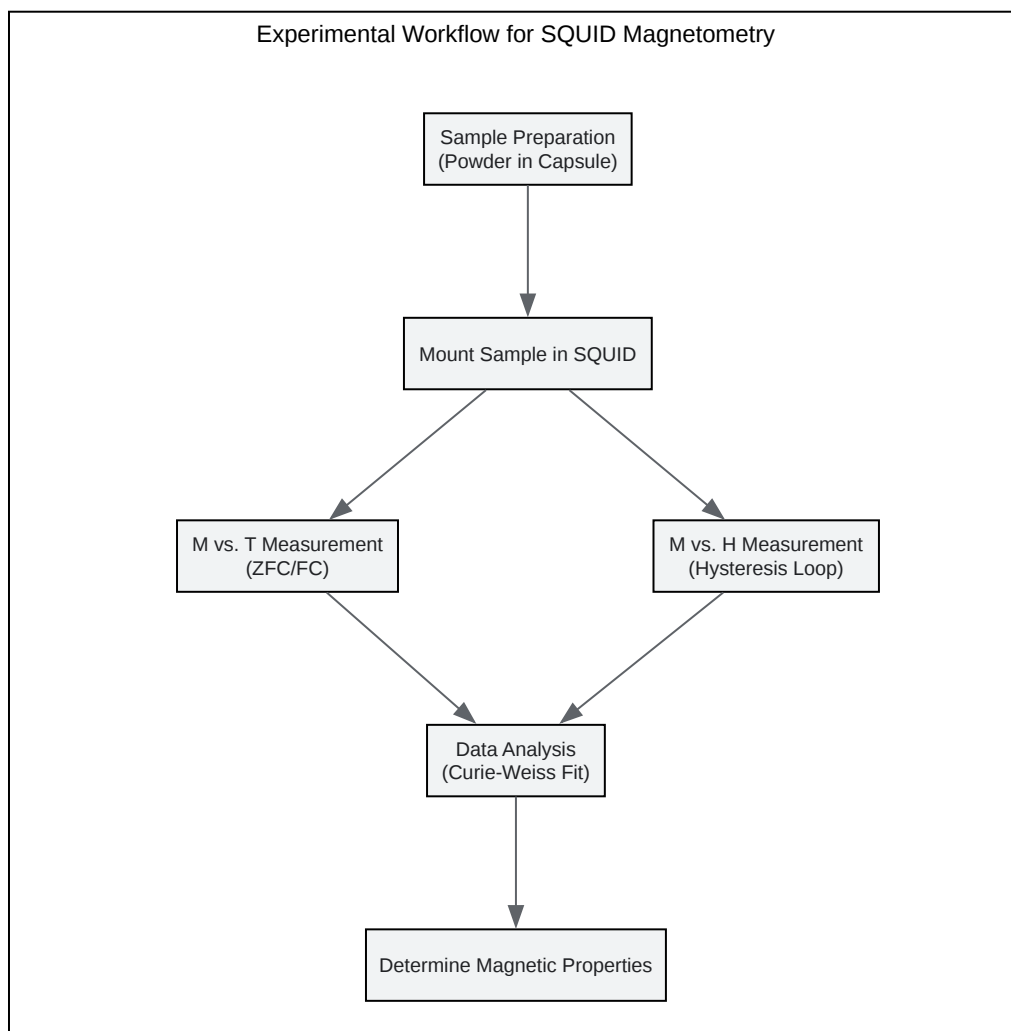 Experimental Workflow for SQUID Magnetometry
Sample Preparation
(Powder in Capsule)
Mount Sample in SQUID
M vs. T Measurement
(ZFC/FC)
M vs. H Measurement
(Hysteresis Loop)
Data Analysis
(Curie-Weiss Fit)
Determine Magnetic Properties